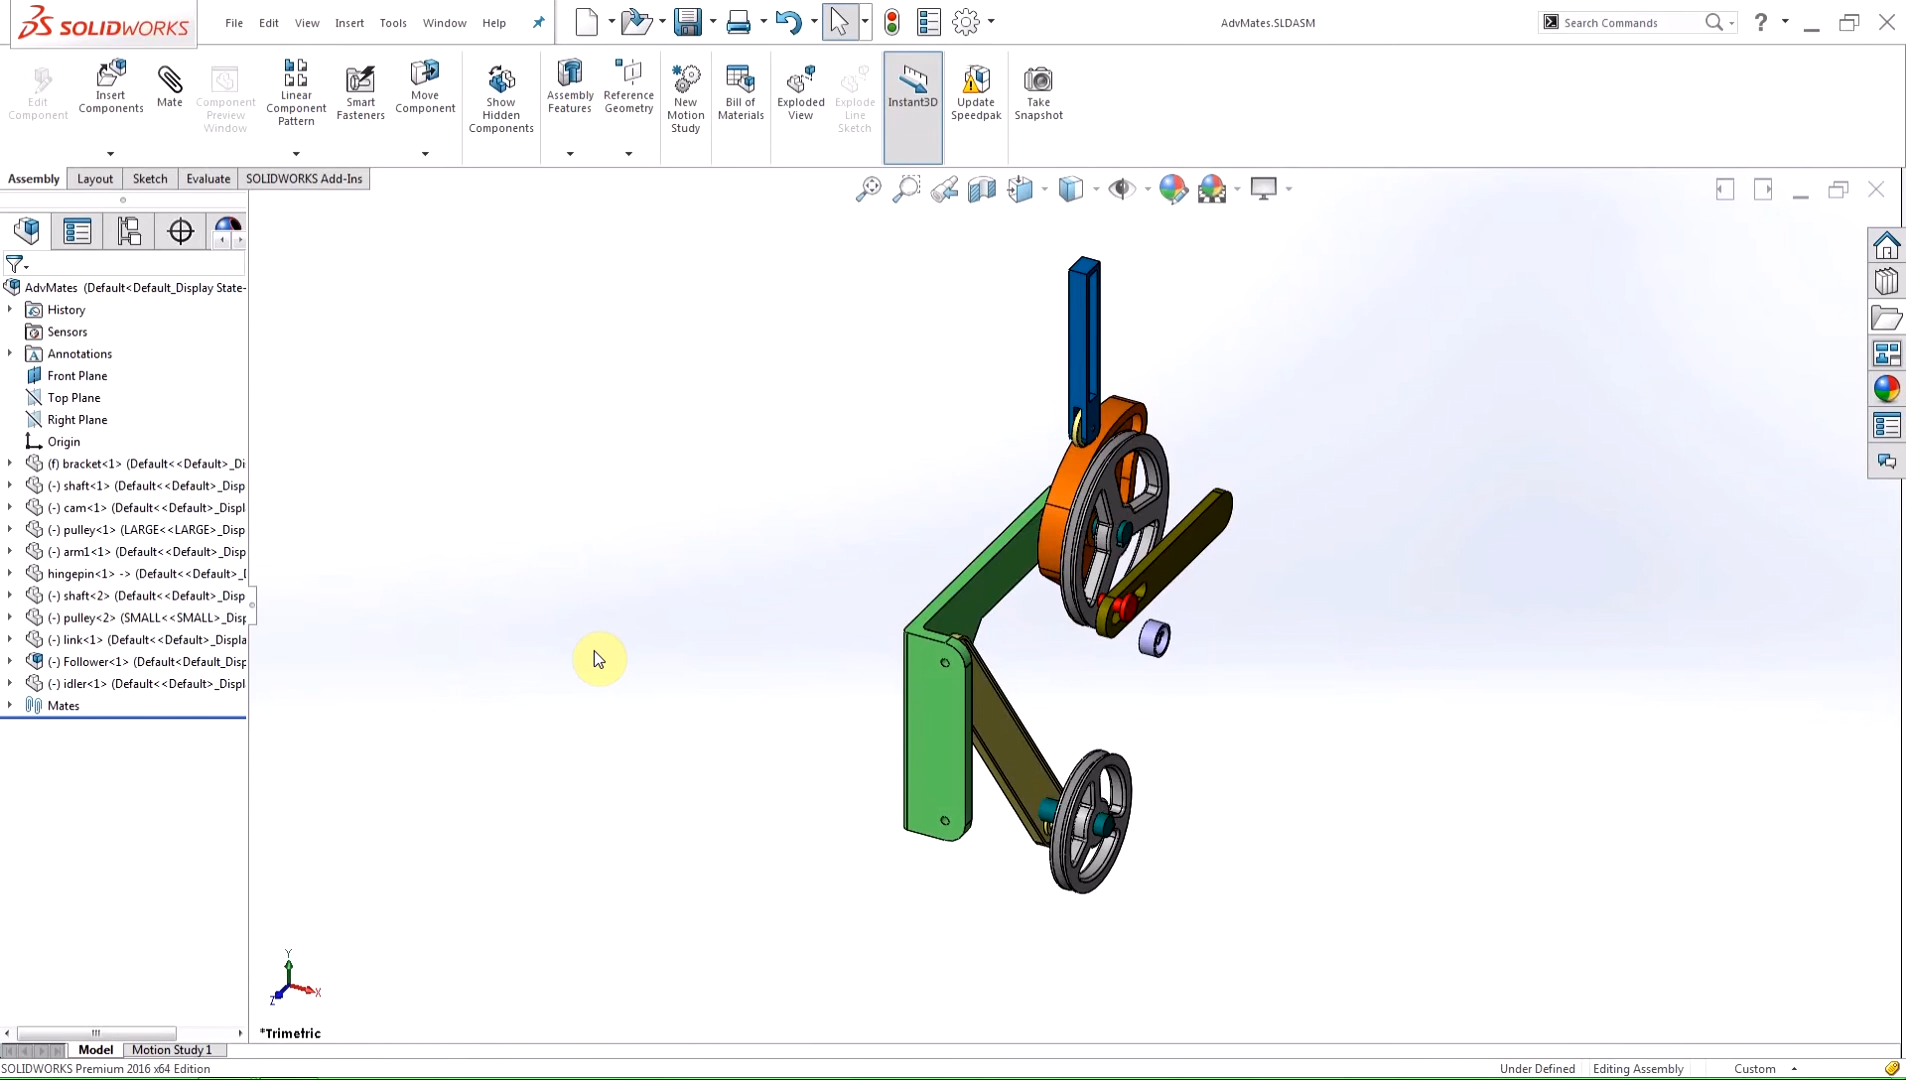 SOLIDWORKS
File Edit View Insert Tools Window Help
AdvMates.SLDASM
Search Commands
?
Edit Component
Insert Components
Mate
Component Preview Window
Linear Component Pattern
Smart Fasteners
Move Component
Show Hidden Components
Assembly Features
Reference Geometry
New Motion Study
Bill of Materials
Exploded View
Explode Line Sketch
Instant3D
Update Speedpak
Take Snapshot
Assembly Layout Sketch Evaluate SOLIDWORKS Add-Ins
AdvMates (Default<Default_Display State-
History
Sensors
A Annotations
Front Plane
Top Plane
Right Plane
Origin
(f) bracket<1> (Default<<Default>_Di
(-) shaft<1> (Default<<Default>_Disp
(-) cam<1> (Default<<Default>_Displ
(-) pulley<1> (LARGE<<LARGE>_Disp
(-) arm1<1> (Default<<Default>_Disp
hingepin<1> -> (Default<<Default>_
(-) shaft<2> (Default<<Default>_Disp
(-) pulley<2> (SMALL<<SMALL>_Disp
(-) link<1> (Default<<Default>_Displa
(-) Follower<1> (Default<Default_Disp
(-) idler<1> (Default<<Default>_Displ
Mates
Y
Z X
*Trimetric
Model Motion Study 1
SOLIDWORKS Premium 2016 x64 Edition
Under Defined Editing Assembly Custom